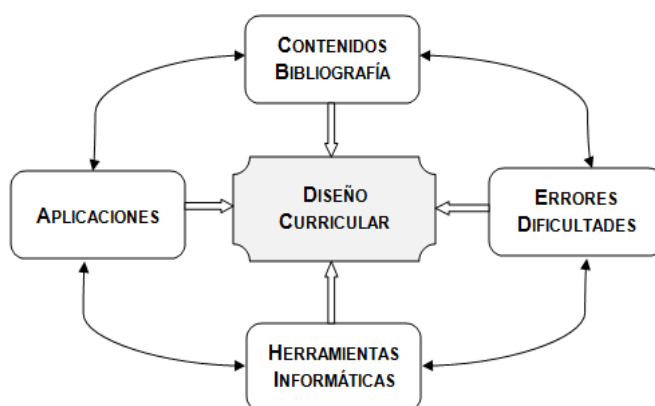 CONTENIDOS
BIBLIOGRAFÍA
APLICACIONES
DISEÑO
CURRICULAR
ERRORES
DIFICULTADES
HERRAMIENTAS
INFORMÁTICAS